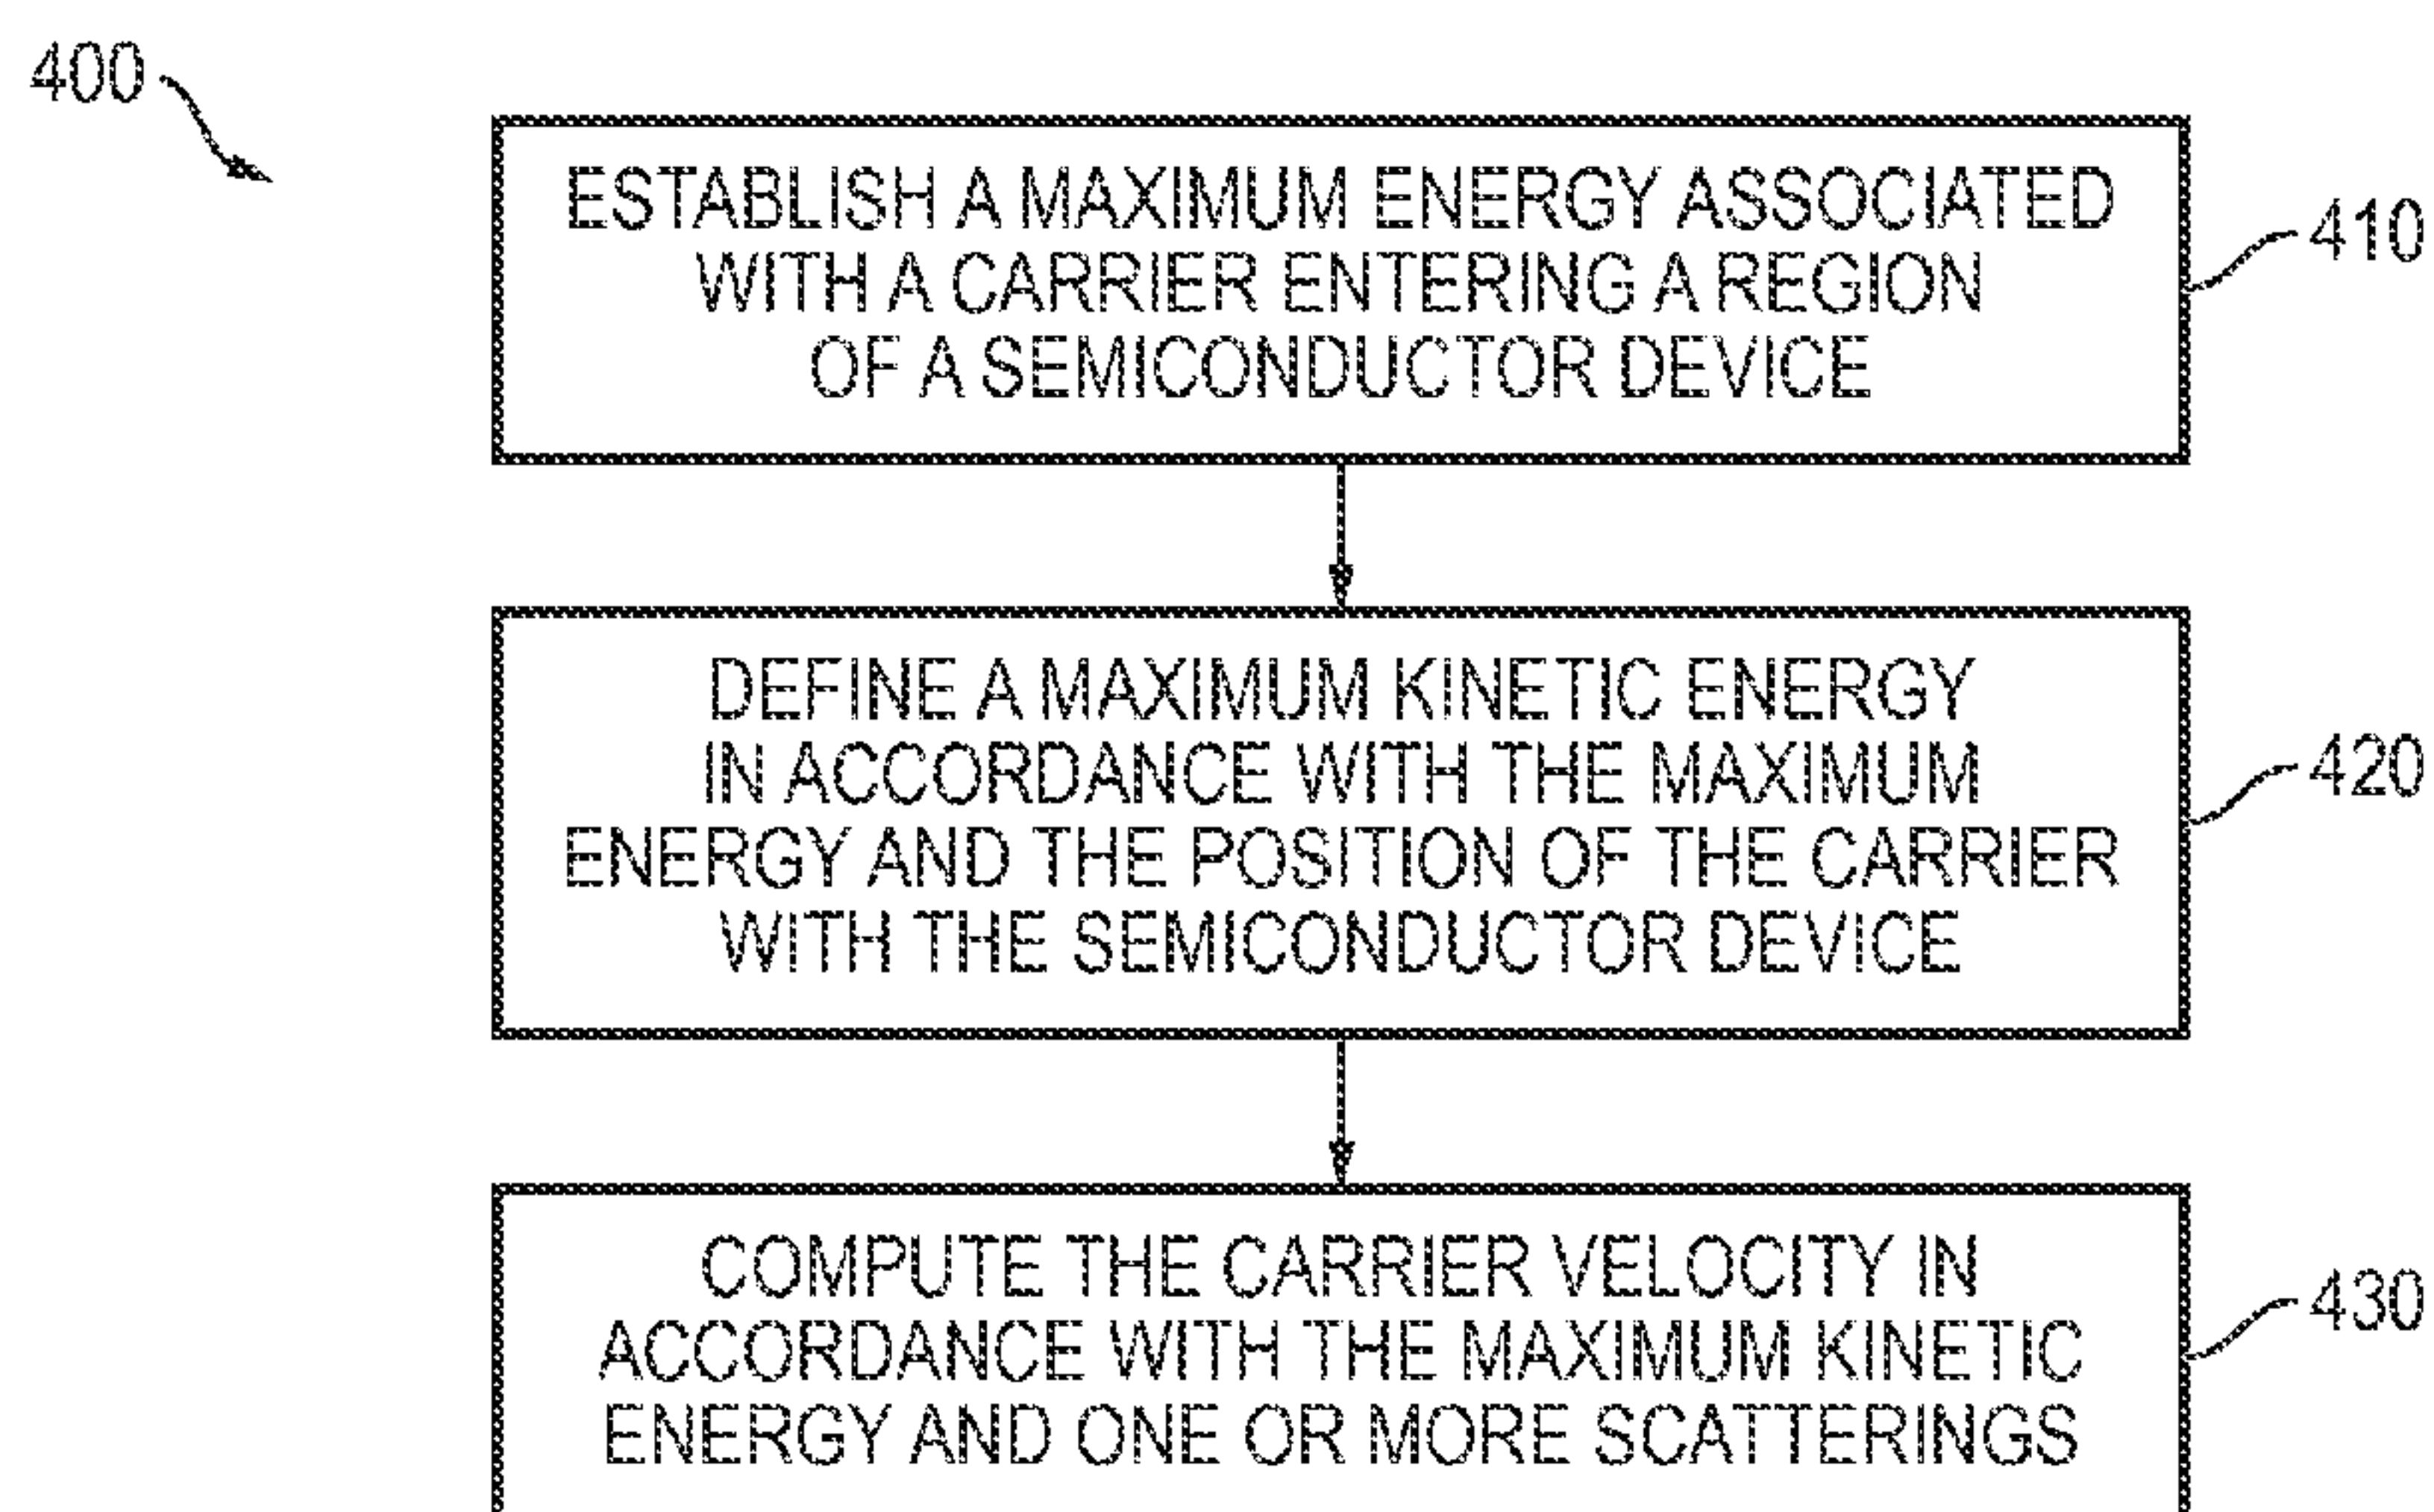 400
ESTABLISH A MAXIMUM ENERGY ASSOCIATED
WITH A CARRIER ENTERING A REGION
OF A SEMICONDUCTOR DEVICE
410
DEFINE A MAXIMUM KINETIC ENERGY
IN ACCORDANCE WITH THE MAXIMUM
ENERGY AND THE POSITION OF THE CARRIER
WITH THE SEMICONDUCTOR DEVICE
420
COMPUTE THE CARRIER VELOCITY IN
ACCORDANCE WITH THE MAXIMUM KINETIC
ENERGY AND ONE OR MORE SCATTERINGS
430